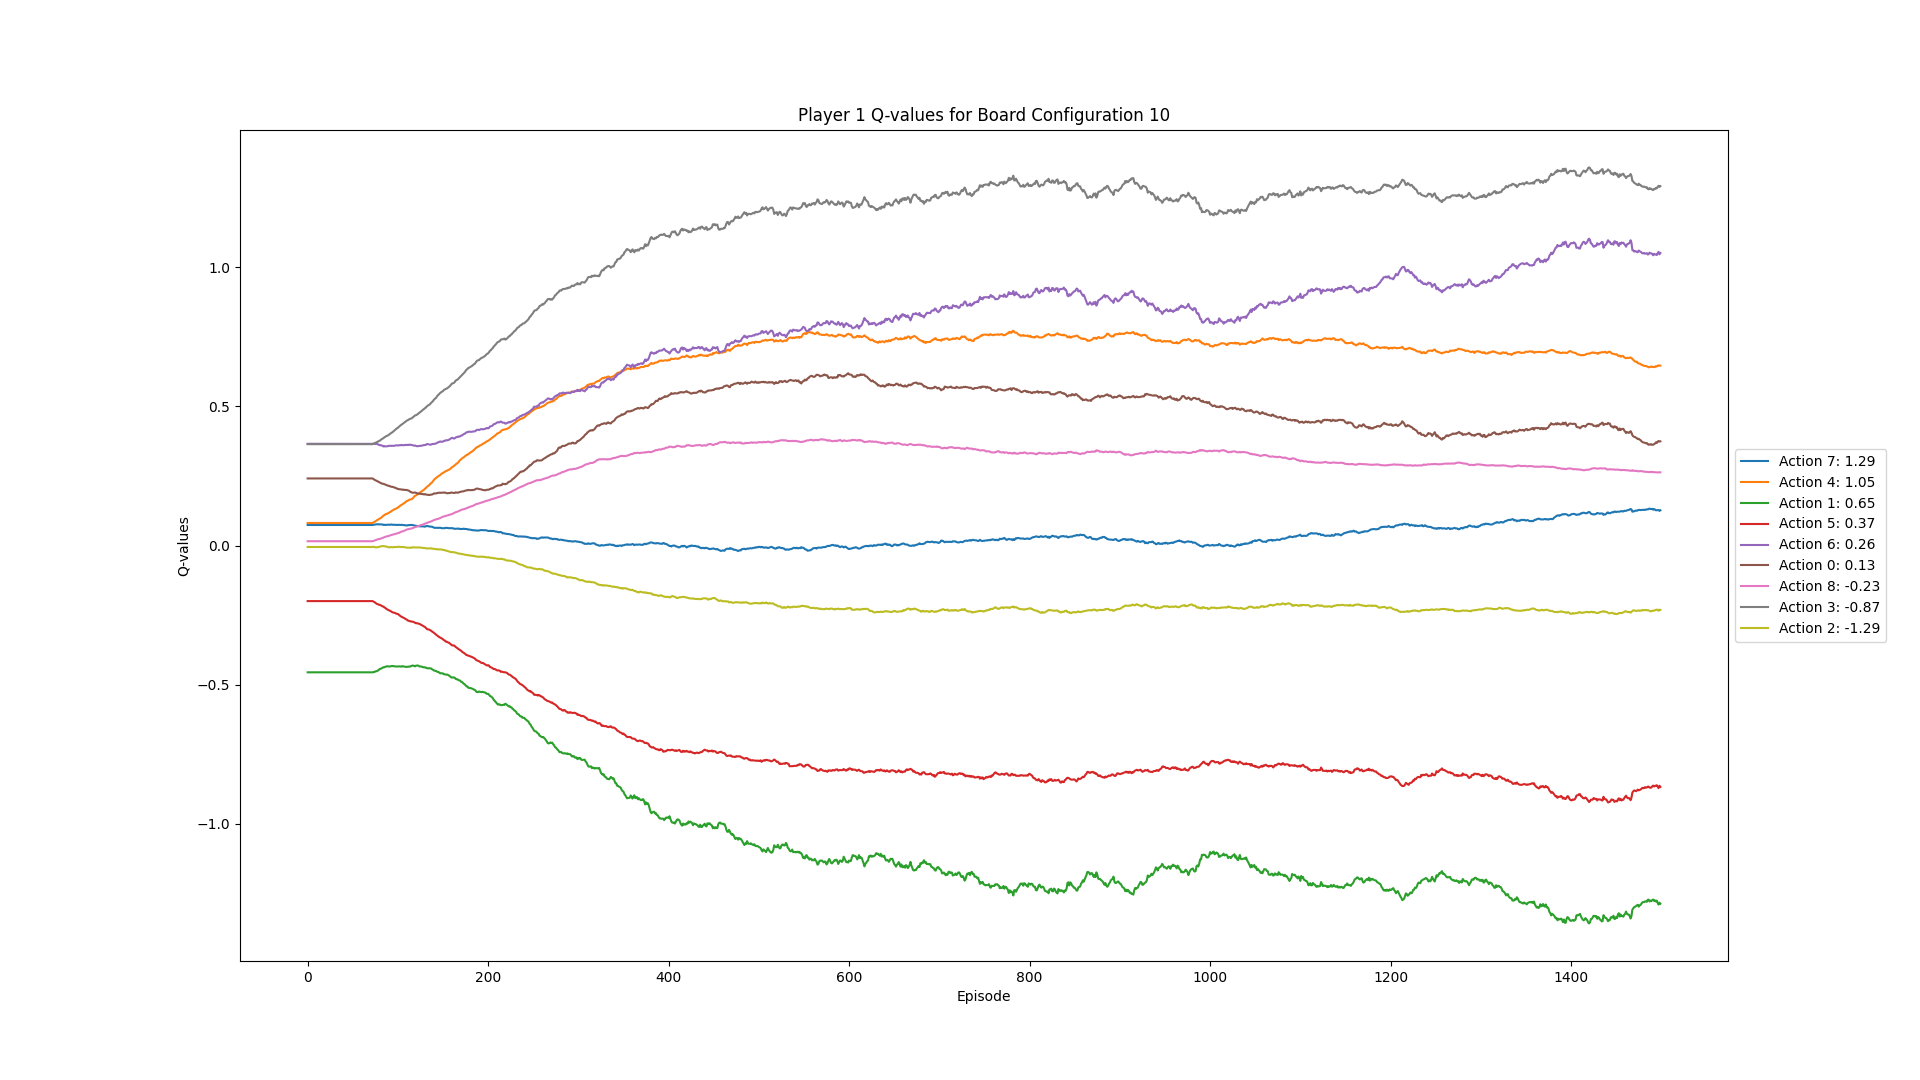 Player 1 Q-values for Board Configuration 10
Q-values
1.0
0.5
0.0
−0.5
−1.0
0
200
400
600
800
1000
1200
1400
Episode
Action 7: 1.29
Action 4: 1.05
Action 1: 0.65
Action 5: 0.37
Action 6: 0.26
Action 0: 0.13
Action 8: -0.23
Action 3: -0.87
Action 2: -1.29